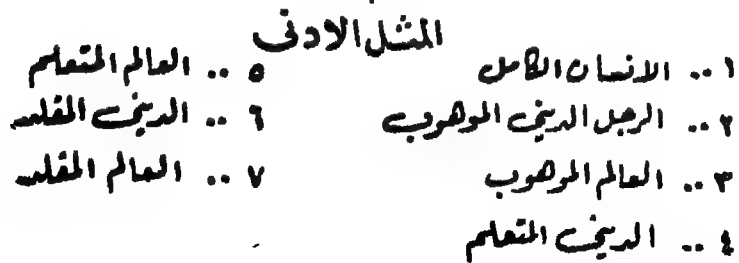 المثل الادنى
١ .. الانسان الكامل
٢ .. الرجل الديني الموهوب
٣ .. العالم الموهوب
٤ .. الديني المتعلم
٥ .. العالم المتعلم
٦ .. الديني المقلد
٧ .. العالم المقلد